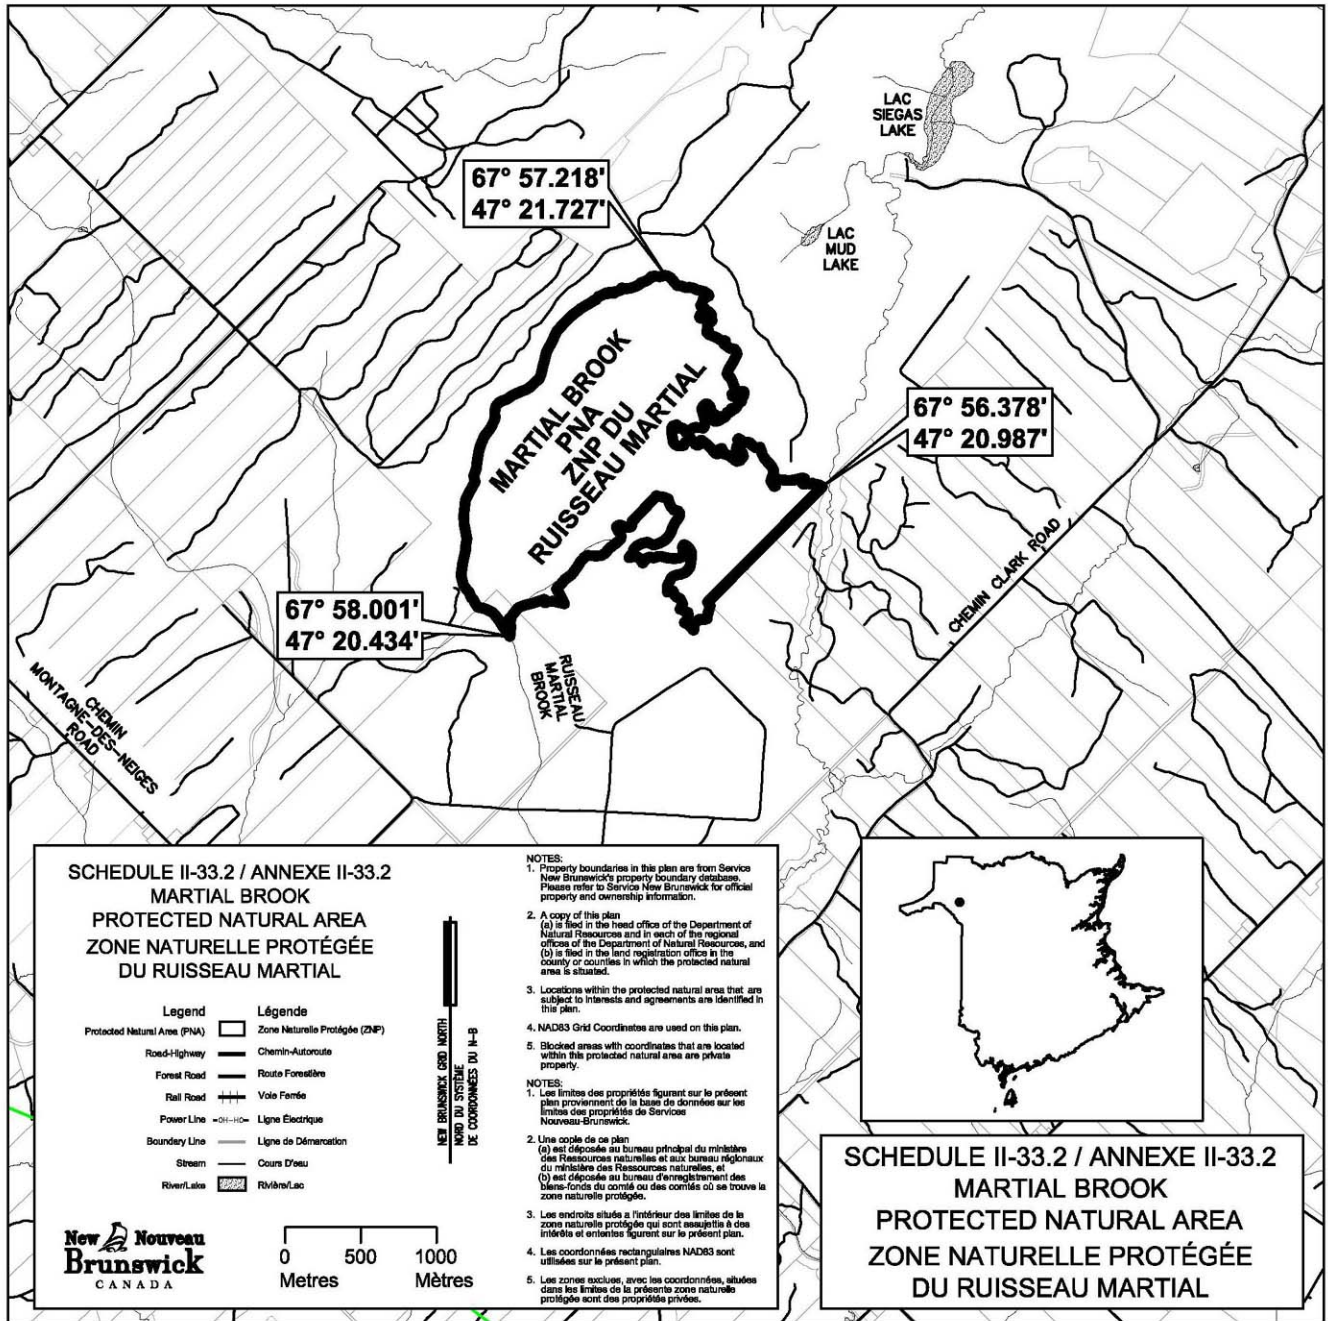 LAC
SIEGAS
LAKE
67° 57.218'
47° 21.727'
LAC
MUD
LAKE
MARTIAL BROOK
PNA
ZNP DU
RUISSEAU MARTIAL
67° 56.378'
47° 20.987'
CHEMIN CLARK ROAD
67° 58.001'
47° 20.434'
RUISSEAU
MARTIAL
BROOK
CHEMIN
MONTAGNE-DES-NEIGES
ROAD
SCHEDULE II-33.2 / ANNEXE II-33.2
MARTIAL BROOK
PROTECTED NATURAL AREA
ZONE NATURELLE PROTÉGÉE
DU RUISSEAU MARTIAL
Legend Légende
Protected Natural Area (PNA) Zone Naturelle Protégée (ZNP)
Road-Highway Chemin-Autoroute
Forest Road Route Forestière
Rail Road Voie Ferrée
Power Line OH-HO Ligne Électrique
Boundary Line Ligne de Démarcation
Stream Cours D'eau
River/Lake Rivière/Lac
NEW BRUNSWICK GRID NORTH
NORD DU SYSTÈME
DE COORDONNÉES DU N-B
New Nouveau
Brunswick
CANADA
0 500 1000
Metres Mètres
NOTES:
1. Property boundaries in this plan are from Service
New Brunswick's property boundary database.
Please refer to Service New Brunswick for official
property and ownership information.
2. A copy of this plan
(a) is filed in the head office of the Department of
Natural Resources and in each of the regional
offices of the Department of Natural Resources, and
(b) is filed in the land registration office in the
county or counties in which the protected natural
area is situated.
3. Locations within the protected natural area that are
subject to interests and agreements are identified in
this plan.
4. NAD83 Grid Coordinates are used on this plan.
5. Blocked areas with coordinates that are located
within this protected natural area are private
property.
NOTES:
1. Les limites des propriétés figurant sur le présent
plan proviennent de la base de données sur les
limites des propriétés de Services
Nouveau-Brunswick.
2. Une copie de ce plan
(a) est déposée au bureau principal du ministère
des Ressources naturelles et aux bureau régionaux
du ministère des Ressources naturelles, et
(b) est déposée au bureau d'enregistrement des
biens-fonds du comté ou des comtés où se trouve la
zone naturelle protégée.
3. Les endroits situés a l'intérieur des limites de la
zone naturelle protégée qui sont assujettis à des
intérêts et ententes figurent sur le présent plan.
4. Les coordonnées rectangulaires NAD83 sont
utilisées sur le présent plan.
5. Les zones exclues, avec les coordonnées, situées
dans les limites de la présente zone naturelle
protégée sont des propriétés privées.
SCHEDULE II-33.2 / ANNEXE II-33.2
MARTIAL BROOK
PROTECTED NATURAL AREA
ZONE NATURELLE PROTÉGÉE
DU RUISSEAU MARTIAL